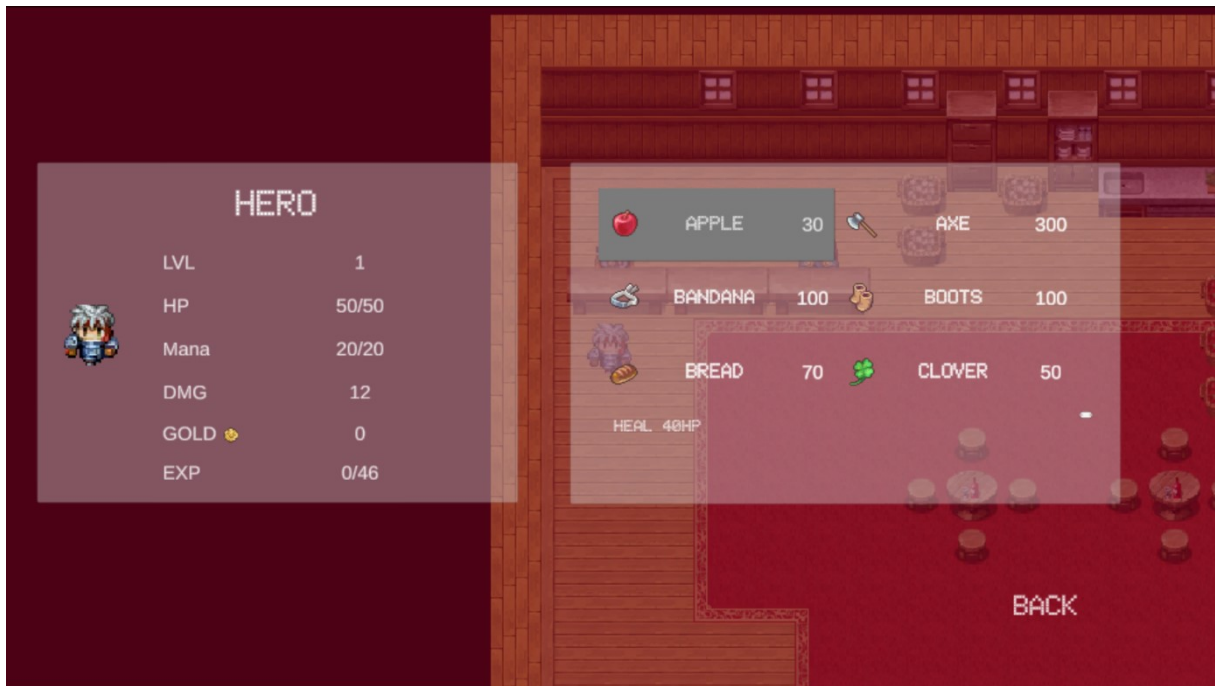 HERO
LVL 1
HP 50/50
Mana 20/20
DMG 12
GOLD 0
EXP 0/46
APPLE 30 AXE 300
BANDANA 100 BOOTS 100
BREAD 70 CLOVER 50
HEAL 40HP
BACK